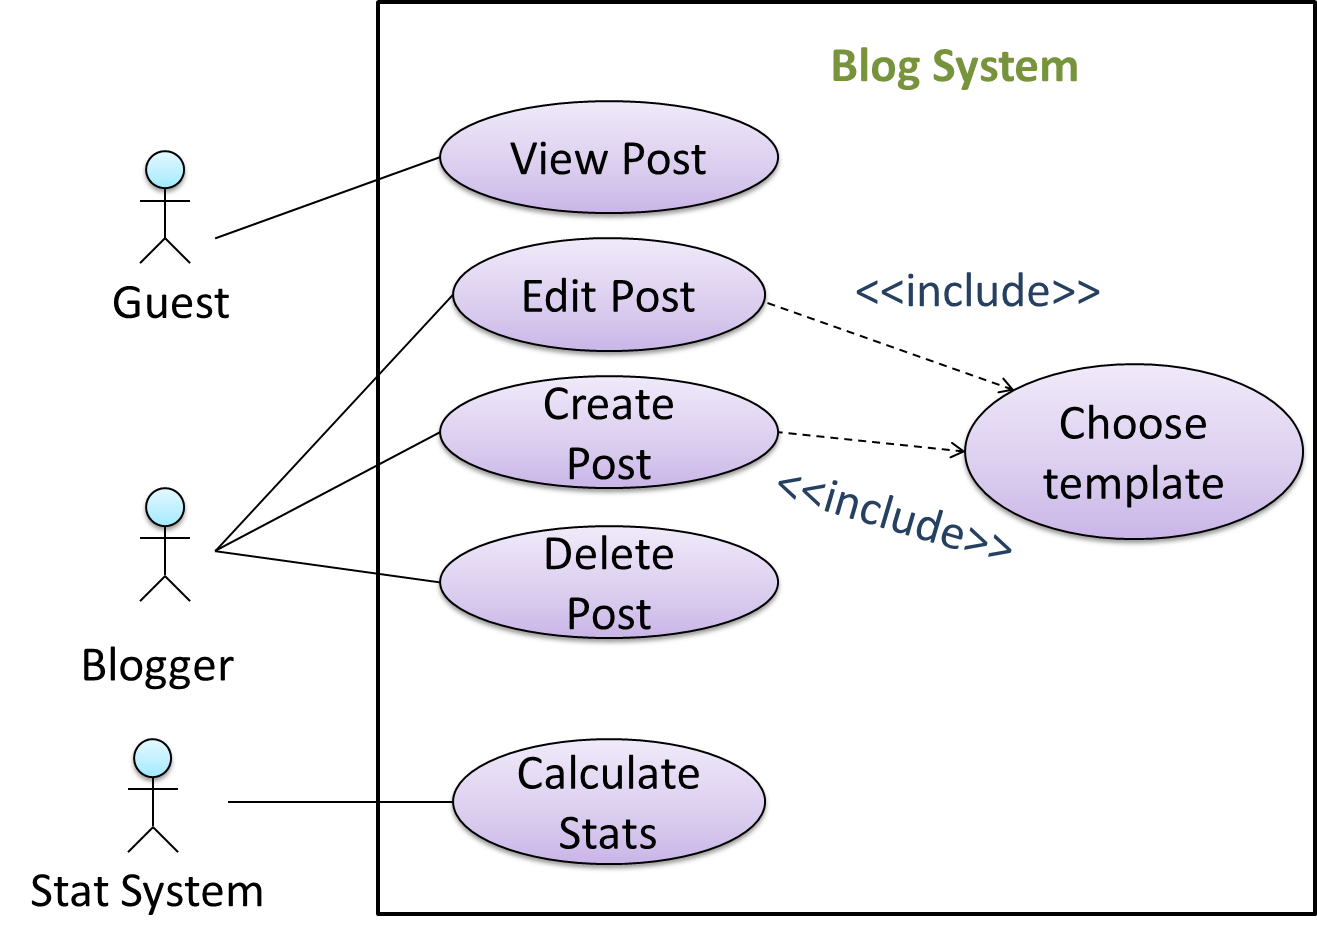 Blog System
View Post
Guest
Edit Post
<<include>>
Create
Post
Choose
template
<<include>>
Delete
Post
Blogger
Calculate
Stats
Stat System